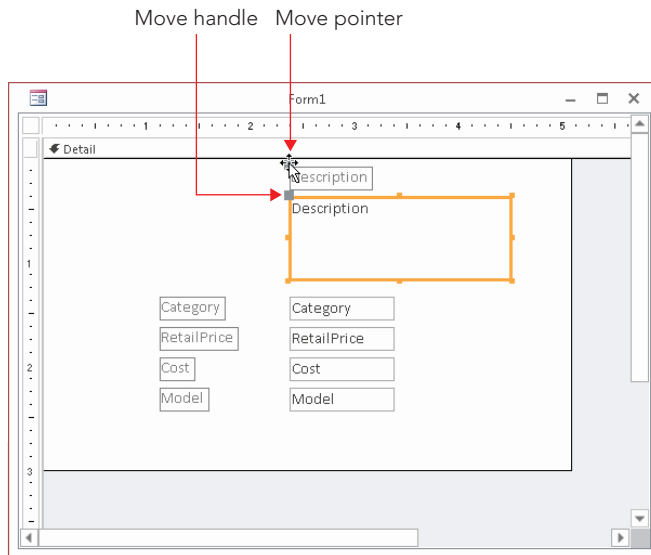 Move handle Move pointer
Form1
1 2 3 4 5
Detail
Description
Description
1
Category Category
RetailPrice RetailPrice
2
Cost Cost
Model Model
3